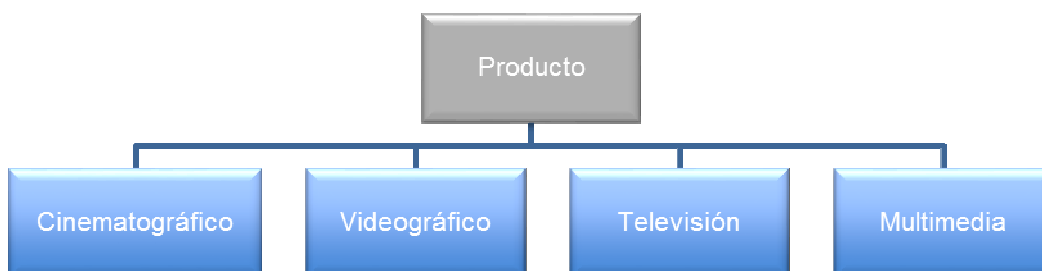 Producto
Cinematográfico
Videográfico
Televisión
Multimedia